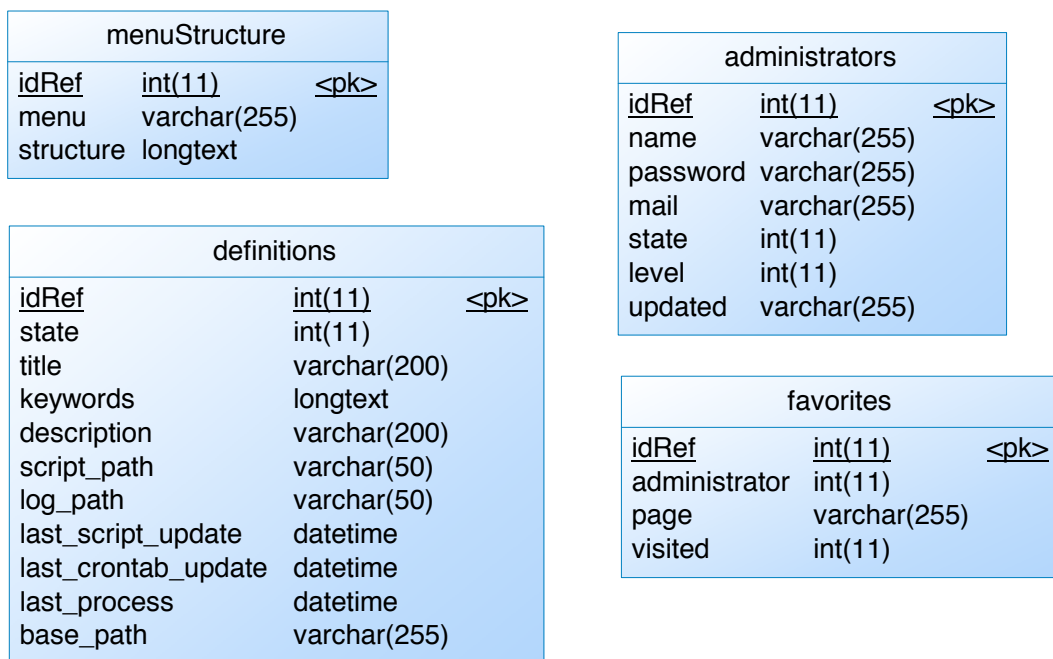 menuStructure
idRef int(11) <pk>
menu varchar(255)
structure longtext
administrators
idRef int(11) <pk>
name varchar(255)
password varchar(255)
mail varchar(255)
state int(11)
level int(11)
updated varchar(255)
definitions
idRef int(11) <pk>
state int(11)
title varchar(200)
keywords longtext
description varchar(200)
script_path varchar(50)
log_path varchar(50)
last_script_update datetime
last_crontab_update datetime
last_process datetime
base_path varchar(255)
favorites
idRef int(11) <pk>
administrator int(11)
page varchar(255)
visited int(11)